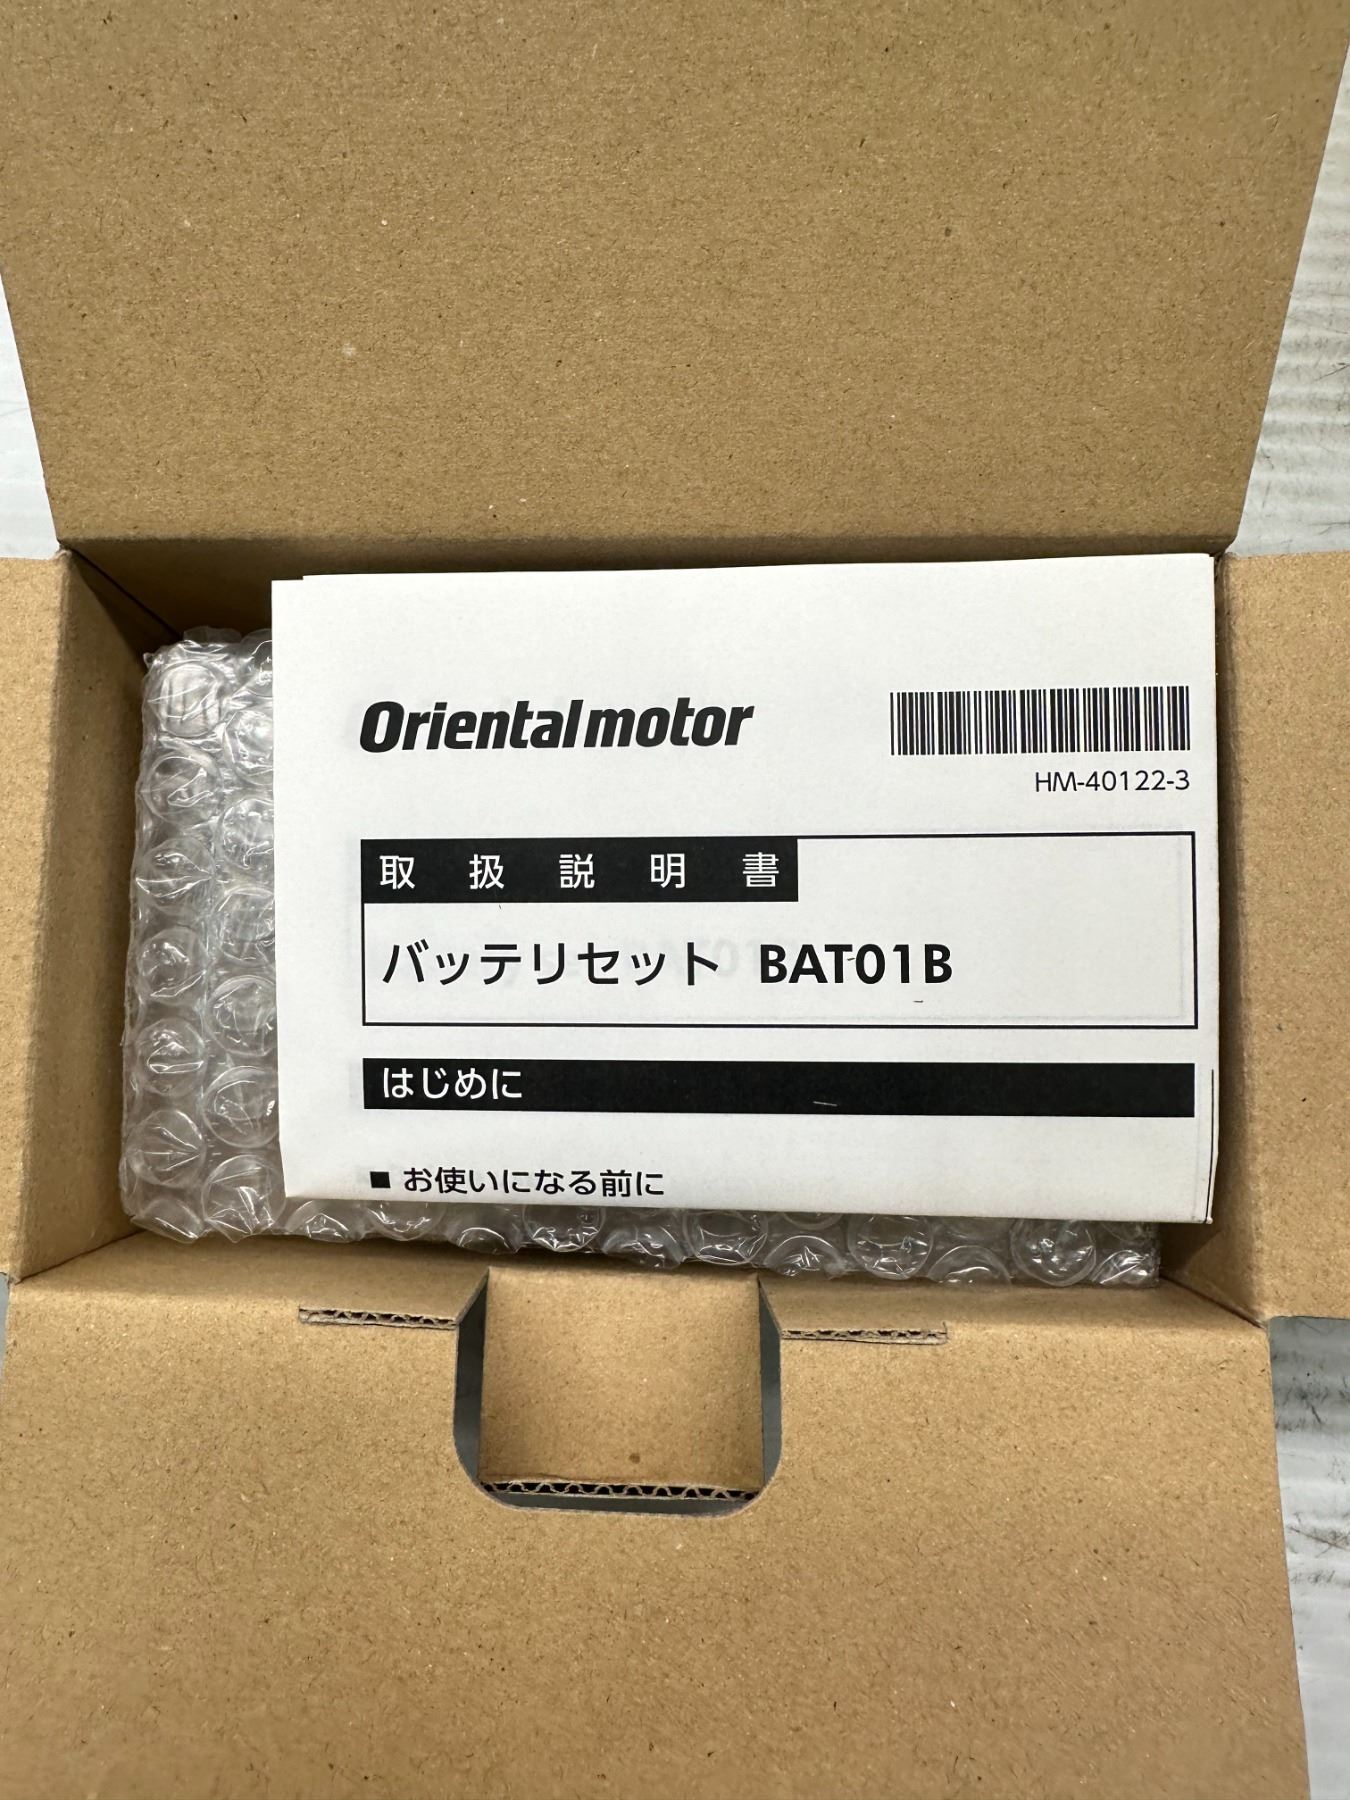 Orientalmotor
HM-40122-3
取扱説明書
バッテリセット BAT01B
はじめに
■ お使いになる前に